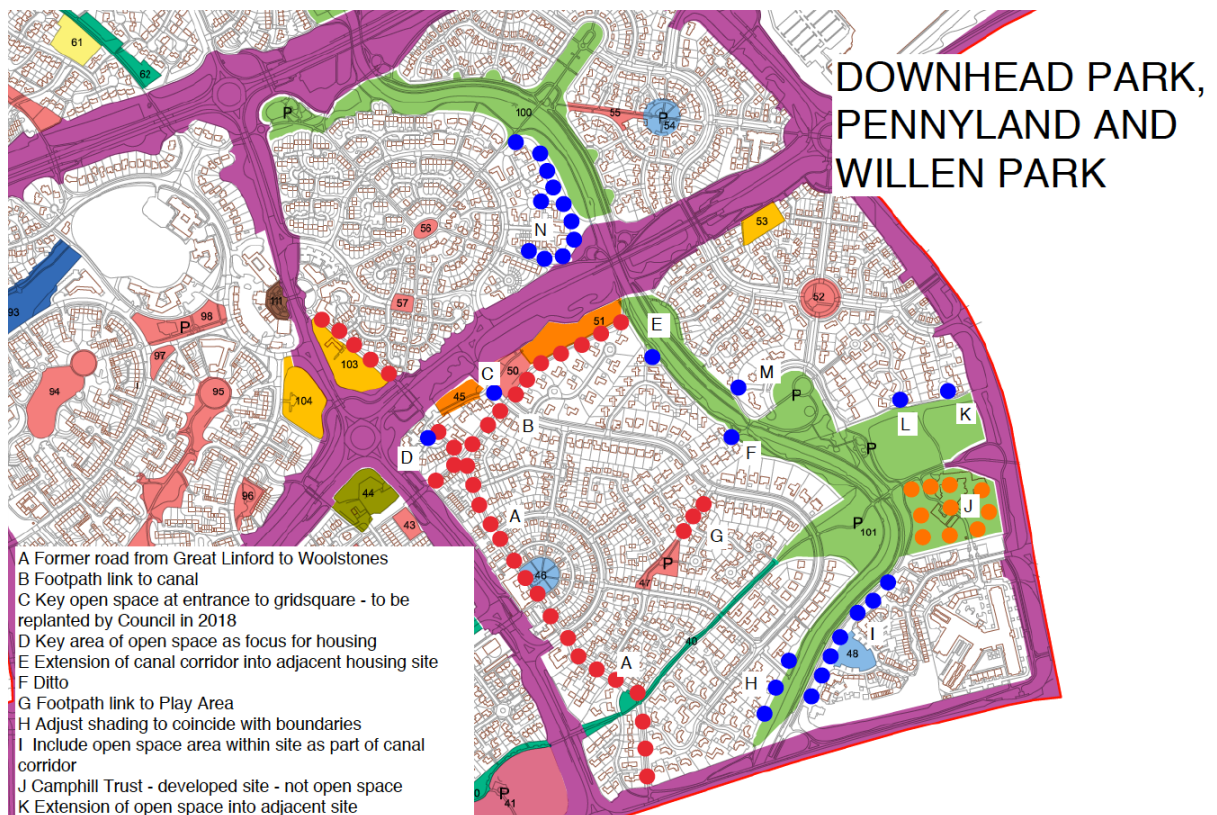 DOWNHEAD PARK,
PENNYLAND AND
WILLEN PARK
61
62
P
100
55
P
54
56
N
53
93
111
98
P
57
103
51
E
52
97
94
95
104
C
50
45
B
M
P
L
K
D
F
P
96
44
43
A
G
J
P
101
46
P
47
40
I
48
H
A
P
41
A Former road from Great Linford to Woolstones
B Footpath link to canal
C Key open space at entrance to gridsquare - to be
replanted by Council in 2018
D Key area of open space as focus for housing
E Extension of canal corridor into adjacent housing site
F Ditto
G Footpath link to Play Area
H Adjust shading to coincide with boundaries
I Include open space area within site as part of canal
corridor
J Camphill Trust - developed site - not open space
K Extension of open space into adjacent site